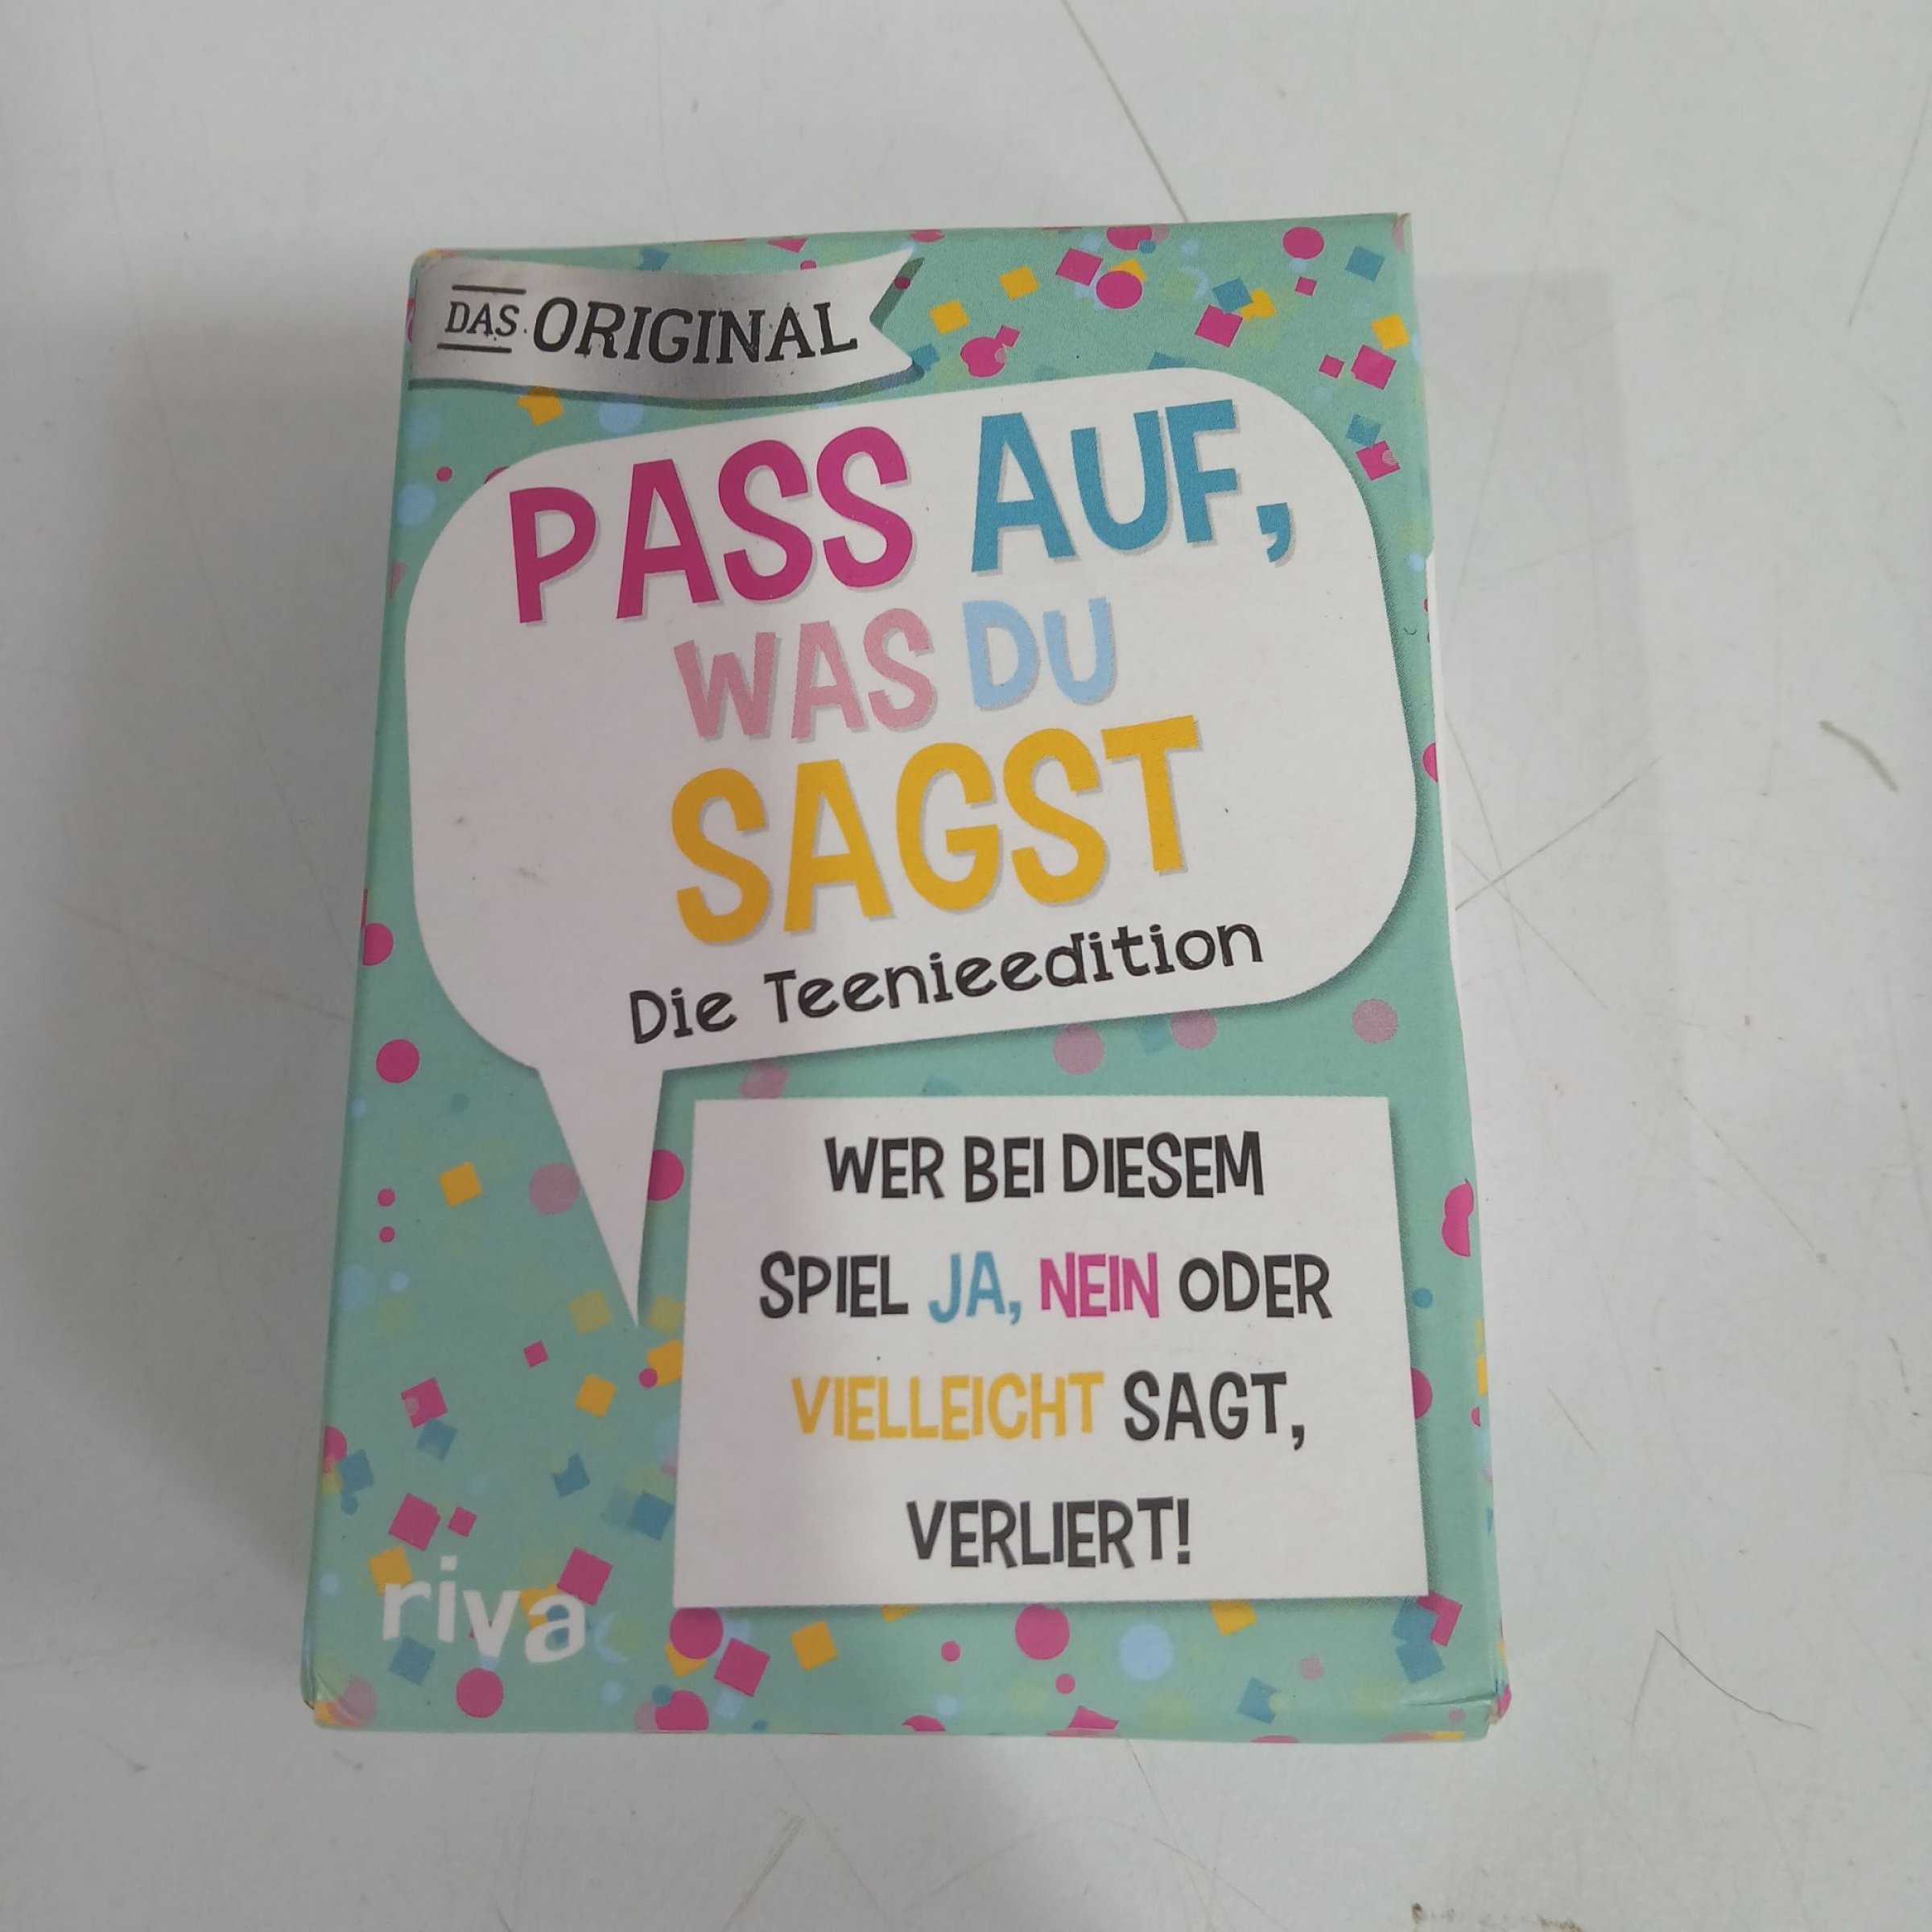 DAS ORIGINAL
PASS AUF,
WAS DU
SAGST
Die Teenieedition
WER BEI DIESEM
SPIEL JA, NEIN ODER
VIELLEICHT SAGT,
VERLIERT!
riva